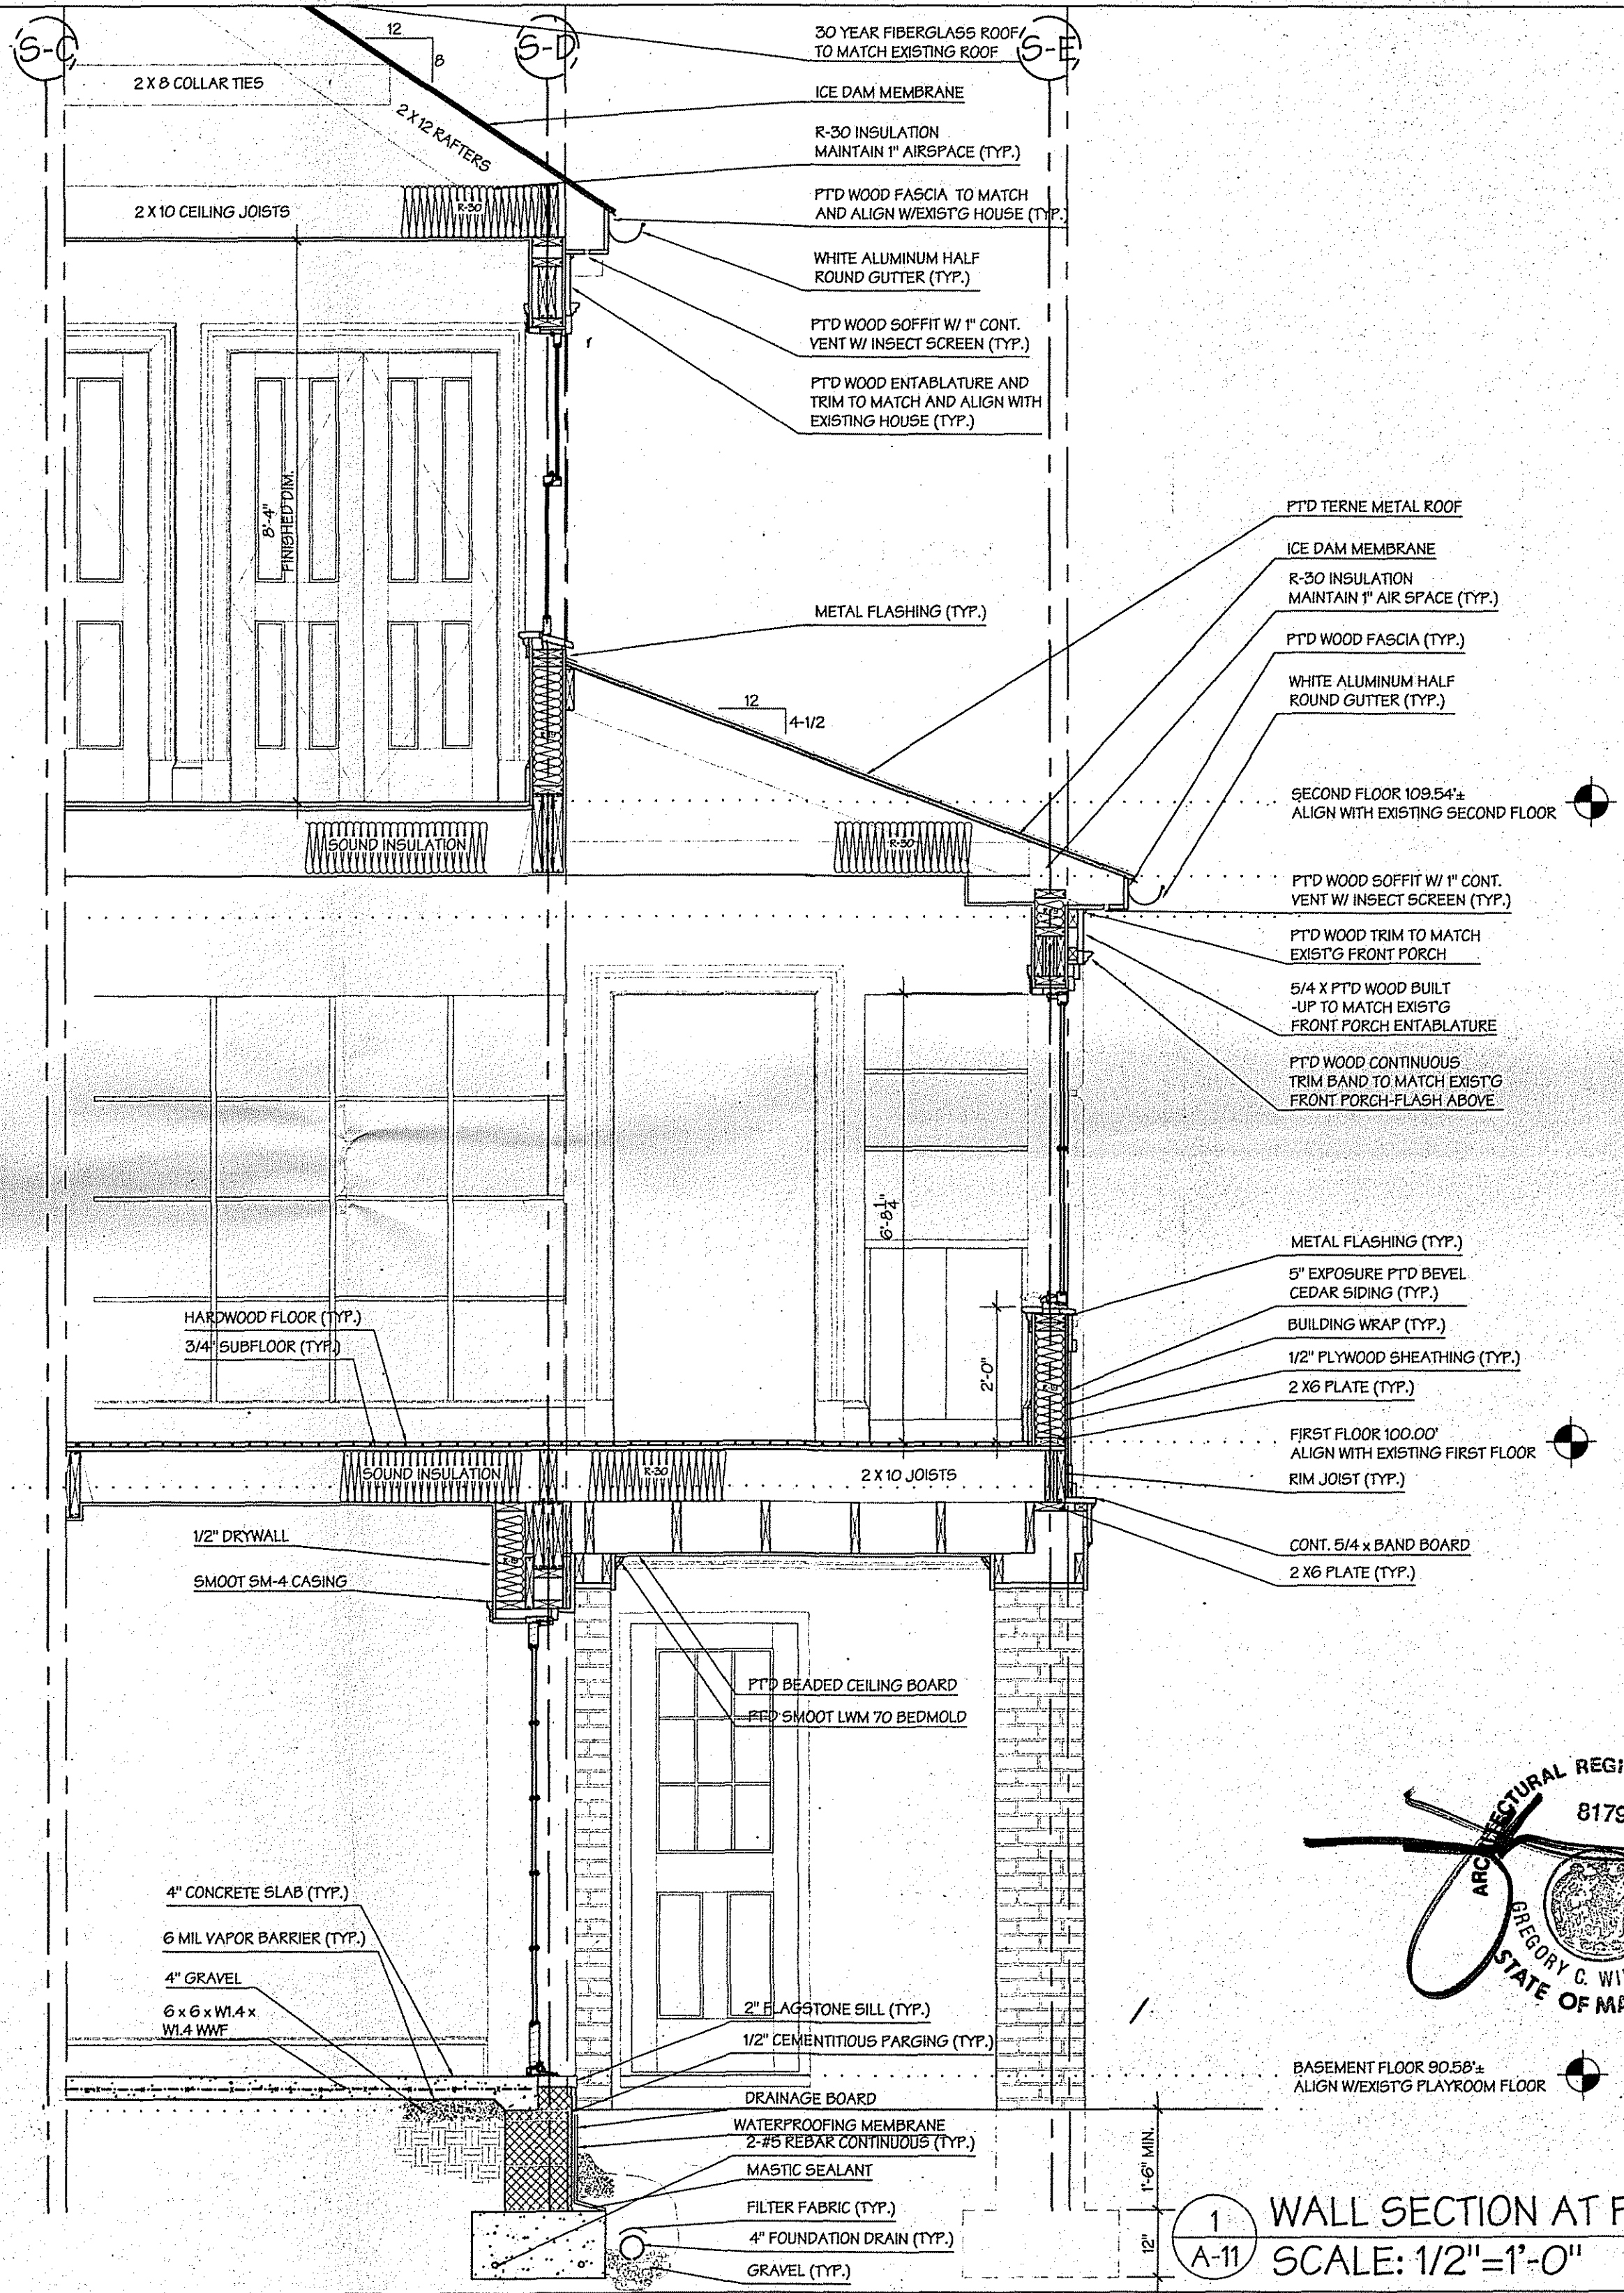 S-C
S-D
S-E
12
8
2 X 8 COLLAR TIES
2 X 12 RAFTERS
2 X 10 CEILING JOISTS
R-30
30 YEAR FIBERGLASS ROOF
TO MATCH EXISTING ROOF
ICE DAM MEMBRANE
R-30 INSULATION
MAINTAIN 1" AIRSPACE (TYP.)
PT'D WOOD FASCIA TO MATCH
AND ALIGN W/EXIST'G HOUSE (TYP.)
WHITE ALUMINUM HALF
ROUND GUTTER (TYP.)
PT'D WOOD SOFFIT W/ 1" CONT.
VENT W/ INSECT SCREEN (TYP.)
PT'D WOOD ENTABLATURE AND
TRIM TO MATCH AND ALIGN WITH
EXISTING HOUSE (TYP.)
8'-4"
FINISHED DIM.
METAL FLASHING (TYP.)
12
4-1/2
PT'D TERNE METAL ROOF
ICE DAM MEMBRANE
R-30 INSULATION
MAINTAIN 1" AIR SPACE (TYP.)
PT'D WOOD FASCIA (TYP.)
WHITE ALUMINUM HALF
ROUND GUTTER (TYP.)
SECOND FLOOR 109.54'±
ALIGN WITH EXISTING SECOND FLOOR
SOUND INSULATION
R-30
PT'D WOOD SOFFIT W/ 1" CONT.
VENT W/ INSECT SCREEN (TYP.)
PT'D WOOD TRIM TO MATCH
EXIST'G FRONT PORCH
5/4 X PT'D WOOD BUILT
-UP TO MATCH EXIST'G
FRONT PORCH ENTABLATURE
PT'D WOOD CONTINUOUS
TRIM BAND TO MATCH EXIST'G
FRONT PORCH-FLASH ABOVE
6'-8 1/4"
2'-0"
METAL FLASHING (TYP.)
5" EXPOSURE PT'D BEVEL
CEDAR SIDING (TYP.)
BUILDING WRAP (TYP.)
1/2" PLYWOOD SHEATHING (TYP.)
2 X6 PLATE (TYP.)
FIRST FLOOR 100.00'
ALIGN WITH EXISTING FIRST FLOOR
RIM JOIST (TYP.)
CONT. 5/4 x BAND BOARD
2 X6 PLATE (TYP.)
HARDWOOD FLOOR (TYP.)
3/4" SUBFLOOR (TYP.)
SOUND INSULATION
R-30
2 X 10 JOISTS
1/2" DRYWALL
SMOOT SM-4 CASING
PT'D BEADED CEILING BOARD
PT'D SMOOT LWM 70 BEDMOLD
4" CONCRETE SLAB (TYP.)
6 MIL VAPOR BARRIER (TYP.)
4" GRAVEL
6 x 6 x W1.4 x
W1.4 WWF
2" FLAGSTONE SILL (TYP.)
1/2" CEMENTITIOUS PARGING (TYP.)
DRAINAGE BOARD
WATERPROOFING MEMBRANE
2-#5 REBAR CONTINUOUS (TYP.)
MASTIC SEALANT
FILTER FABRIC (TYP.)
4" FOUNDATION DRAIN (TYP.)
GRAVEL (TYP.)
8179
GREGORY C. WI
STATE OF MA
BASEMENT FLOOR 90.58'±
ALIGN W/EXIST'G PLAYROOM FLOOR
1'-6" MIN.
12"
1
A-11
WALL SECTION AT
SCALE: 1/2"=1'-0"